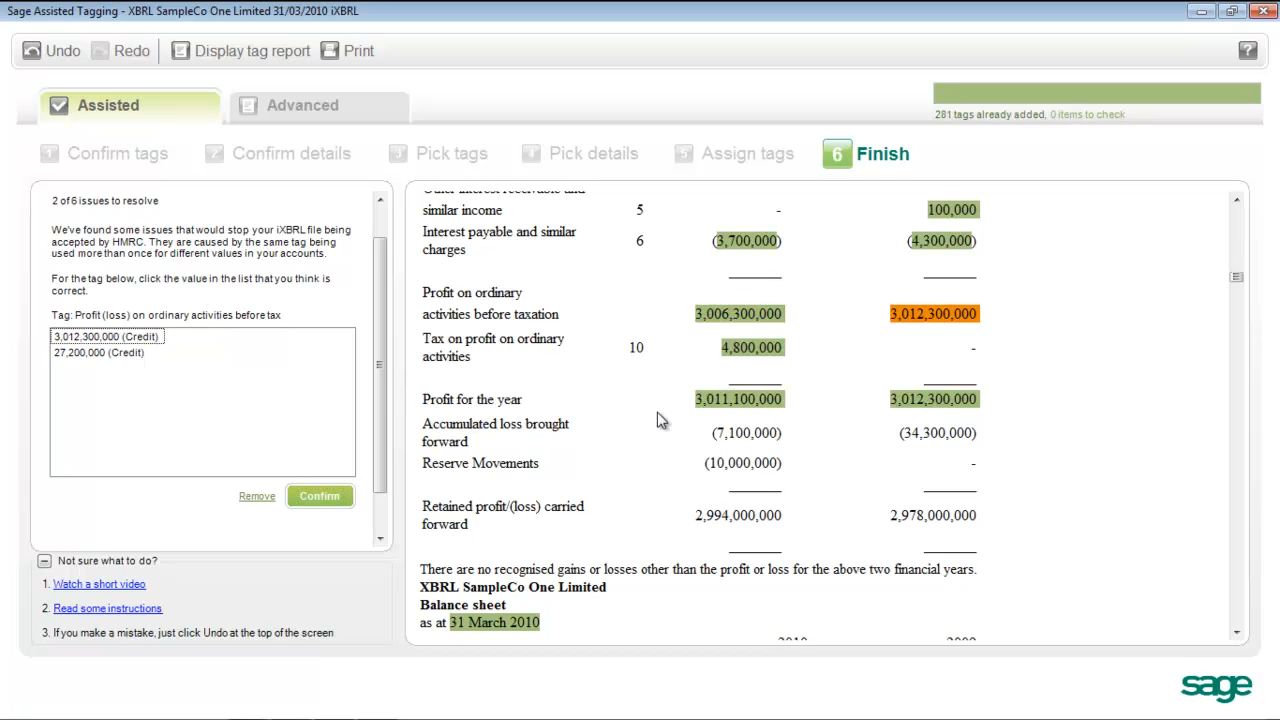 Sage Assisted Tagging - XBRL SampleCo One Limited 31/03/2010 iXBRL
Undo Redo Display tag report Print ?
Assisted Advanced
281 tags already added, 0 items to check
1 Confirm tags 2 Confirm details 3 Pick tags 4 Pick details 5 Assign tags 6 Finish
2 of 6 issues to resolve
We've found some issues that would stop your iXBRL file being
accepted by HMRC. They are caused by the same tag being
used more than once for different values in your accounts.
For the tag below, click the value in the list that you think is
correct.
Tag: Profit (loss) on ordinary activities before tax
3,012,300,000 (Credit)
27,200,000 (Credit)
Remove Confirm
Not sure what to do?
1. Watch a short video
2. Read some instructions
3. If you make a mistake, just click Undo at the top of the screen
Other interest receivable and
similar income 5 - 100,000
Interest payable and similar
charges 6 (3,700,000) (4,300,000)
Profit on ordinary
activities before taxation 3,006,300,000 3,012,300,000
Tax on profit on ordinary
activities 10 4,800,000 -
Profit for the year 3,011,100,000 3,012,300,000
Accumulated loss brought
forward (7,100,000) (34,300,000)
Reserve Movements (10,000,000) -
Retained profit/(loss) carried
forward 2,994,000,000 2,978,000,000
There are no recognised gains or losses other than the profit or loss for the above two financial years.
XBRL SampleCo One Limited
Balance sheet
as at 31 March 2010
2010 2009
sage